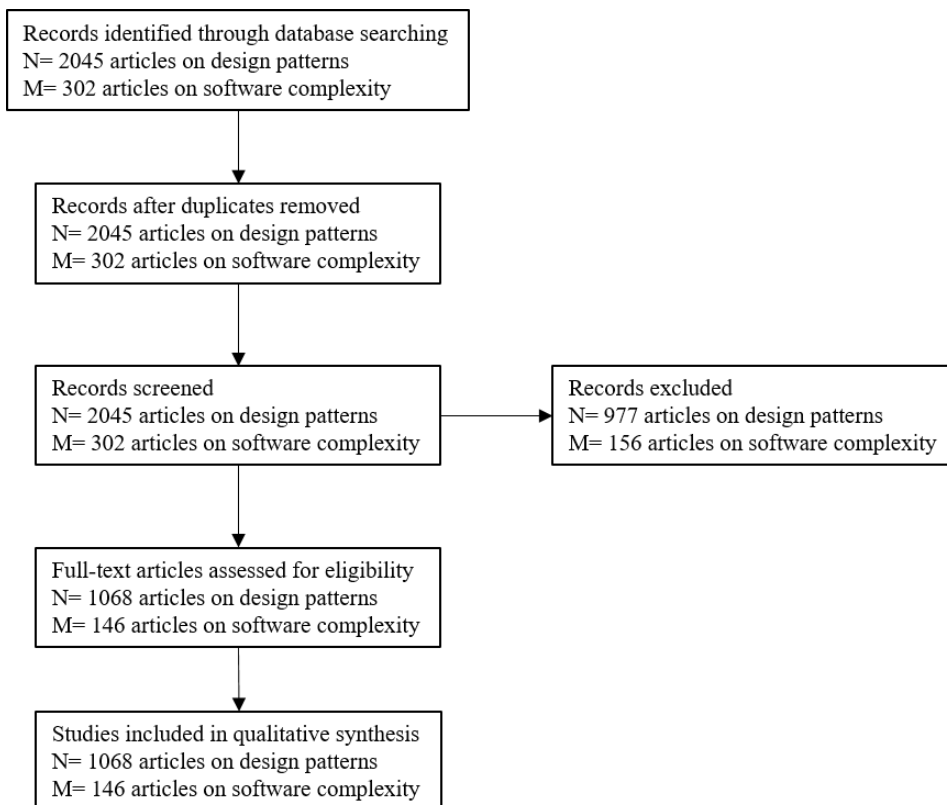 Records identified through database searching
N= 2045 articles on design patterns
M= 302 articles on software complexity
Records after duplicates removed
N= 2045 articles on design patterns
M= 302 articles on software complexity
Records screened
N= 2045 articles on design patterns
M= 302 articles on software complexity
Records excluded
N= 977 articles on design patterns
M= 156 articles on software complexity
Full-text articles assessed for eligibility
N= 1068 articles on design patterns
M= 146 articles on software complexity
Studies included in qualitative synthesis
N= 1068 articles on design patterns
M= 146 articles on software complexity